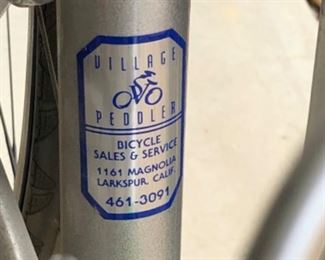 VILLAGE
PEDDLER
BICYCLE
SALES & SERVICE
1161 MAGNOLIA
LARKSPUR, CALIF.
461-3091